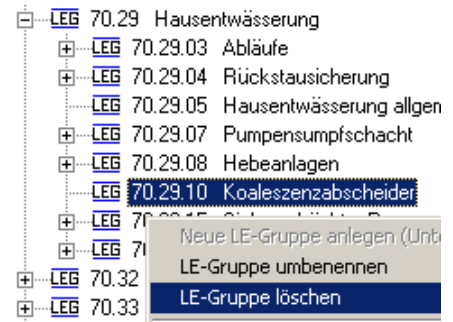 LEG 70.29 Hausentwässerung
LEG 70.29.03 Abläufe
LEG 70.29.04 Rückstausicherung
LEG 70.29.05 Hausentwässerung allgem
LEG 70.29.07 Pumpensumpfschacht
LEG 70.29.08 Hebeanlagen
LEG 70.29.10 Koaleszenzabscheider
LEG
LEG
Neue LE-Gruppe anlegen (Unte
LEG 70.32
LE-Gruppe umbenennen
LEG 70.33
LE-Gruppe löschen